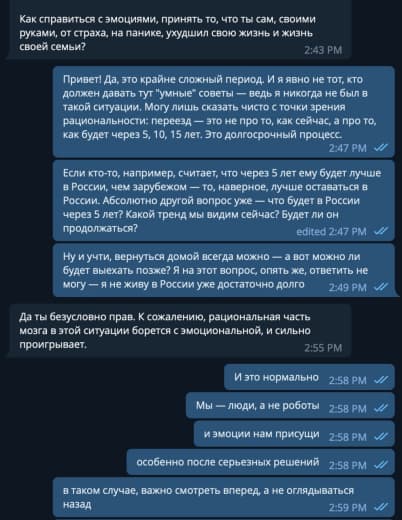 Как справиться с эмоциями, принять то, что ты сам, своими
руками, от страха, на панике, ухудшил свою жизнь и жизнь
своей семьи?
2:43 PM
Привет! Да, это крайне сложный период. И я явно не тот, кто
должен давать тут "умные" советы — ведь я никогда не был в
такой ситуации. Могу лишь сказать чисто с точки зрения
рациональности: переезд — это не про то, как сейчас, а про то,
как будет через 5, 10, 15 лет. Это долгосрочный процесс.
2:47 PM
Если кто-то, например, считает, что через 5 лет ему будет лучше
в России, чем зарубежом — то, наверное, лучше оставаться в
России. Абсолютно другой вопрос уже — что будет в России
через 5 лет? Какой тренд мы видим сейчас? Будет ли он
продолжаться?
edited 2:47 PM
Ну и учти, вернуться домой всегда можно — а вот можно ли
будет выехать позже? Я на этот вопрос, опять же, ответить не
могу — я не живу в России уже достаточно долго
2:49 PM
Да ты безусловно прав. К сожалению, рациональная часть
мозга в этой ситуации борется с эмоциональной, и сильно
проигрывает.
2:55 PM
И это нормально 2:58 PM
Мы — люди, а не роботы 2:58 PM
и эмоции нам присущи 2:58 PM
особенно после серьезных решений 2:58 PM
в таком случае, важно смотреть вперед, а не оглядываться
назад
2:59 PM